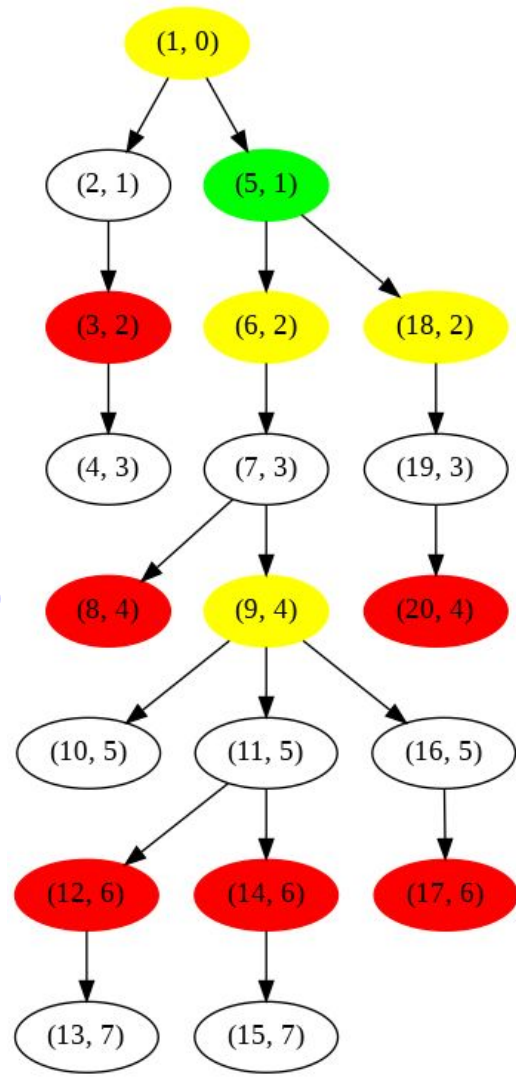 (1, 0)
(2, 1) (5, 1)
(3, 2) (6, 2) (18, 2)
(4, 3) (7, 3) (19, 3)
(8, 4) (9, 4) (20, 4)
(10, 5) (11, 5) (16, 5)
(12, 6) (14, 6) (17, 6)
(13, 7) (15, 7)